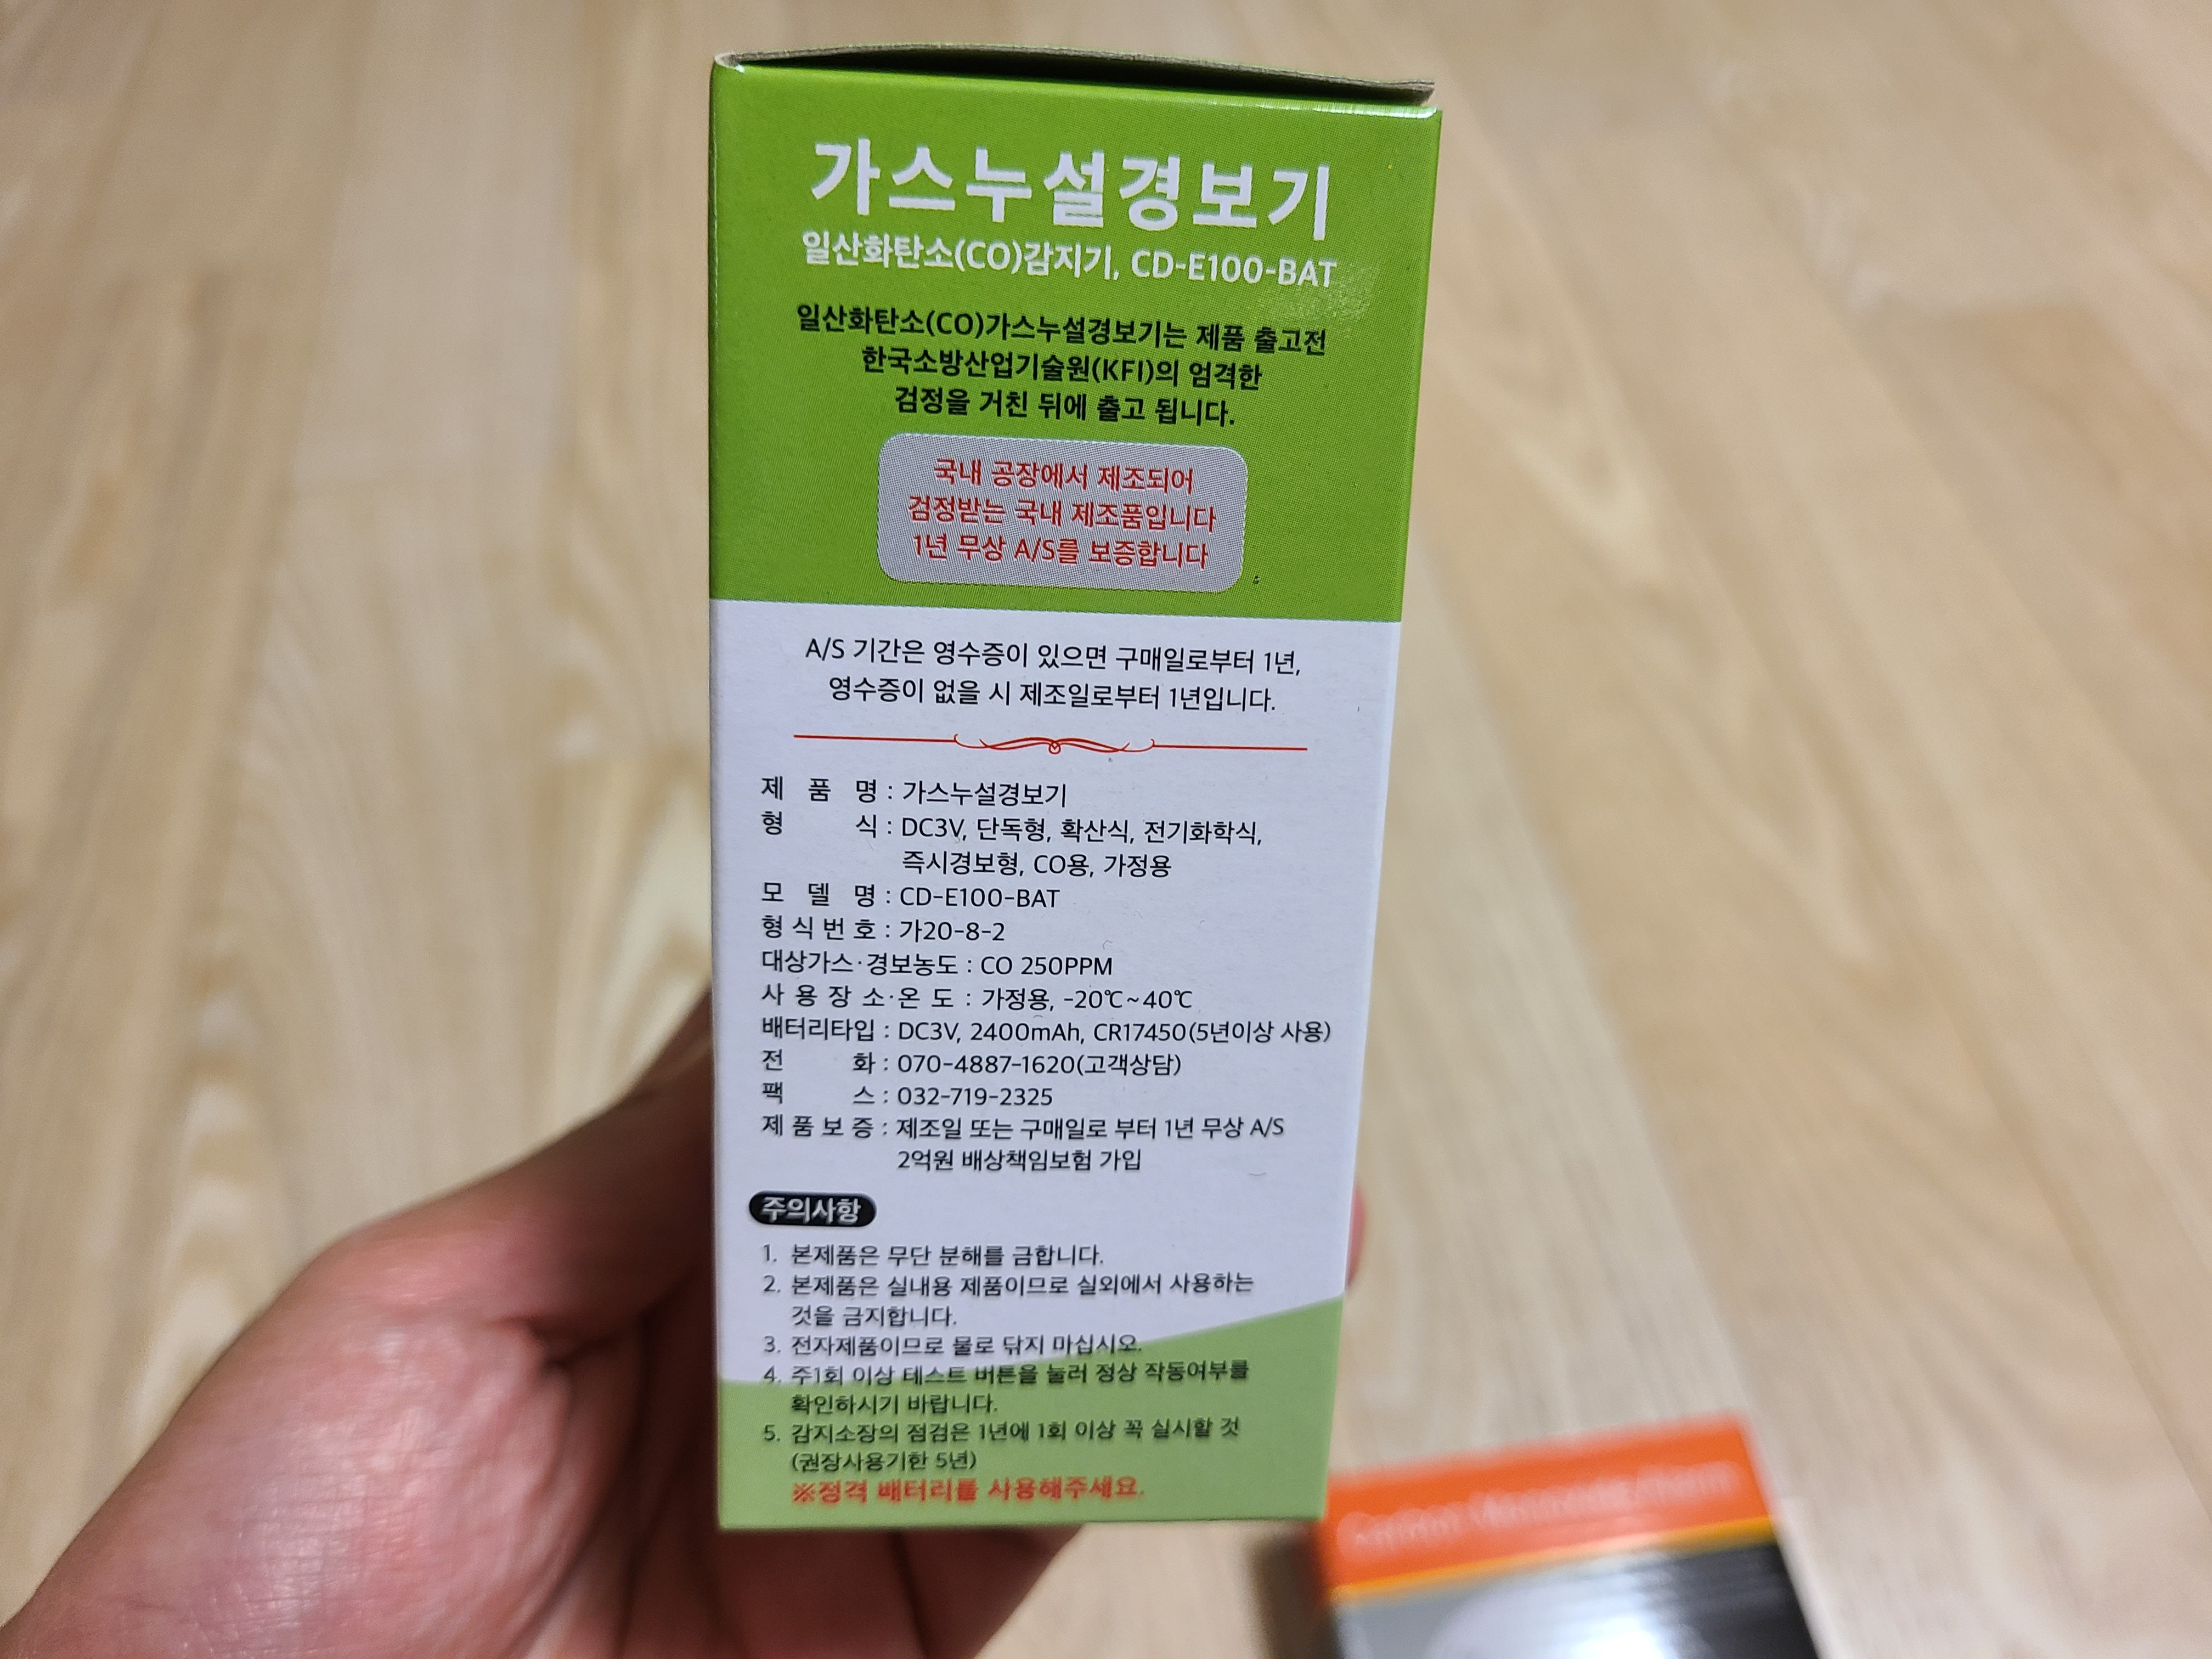 가스누설경보기
일산화탄소(CO)감지기, CD-E100-BAT
일산화탄소(CO)가스누설경보기는 제품 출고전
한국소방산업기술원(KFI)의 엄격한
검정을 거친 뒤에 출고 됩니다.
국내 공장에서 제조되어
검정받는 국내 제조품입니다
1년 무상 A/S를 보증합니다
A/S 기간은 영수증이 있으면 구매일로부터 1년,
영수증이 없을 시 제조일로부터 1년입니다.
제 품 명 : 가스누설경보기
형 식 : DC3V, 단독형, 확산식, 전기화학식,
즉시경보형, CO용, 가정용
모 델 명 : CD-E100-BAT
형 식 번 호 : 가20-8-2
대상가스·경보농도 : CO 250PPM
사 용 장 소·온 도 : 가정용, -20℃~40℃
배터리타입 : DC3V, 2400mAh, CR17450(5년이상 사용)
전 화 : 070-4887-1620(고객상담)
팩 스 : 032-719-2325
제 품 보 증 : 제조일 또는 구매일로 부터 1년 무상 A/S
2억원 배상책임보험 가입
주의사항
1. 본제품은 무단 분해를 금합니다.
2. 본제품은 실내용 제품이므로 실외에서 사용하는
것을 금지합니다.
3. 전자제품이므로 물로 닦지 마십시오.
4. 주1회 이상 테스트 버튼을 눌러 정상 작동여부를
확인하시기 바랍니다.
5. 감지소장의 점검은 1년에 1회 이상 꼭 실시할 것
(권장사용기한 5년)
※정격 배터리를 사용해주세요.